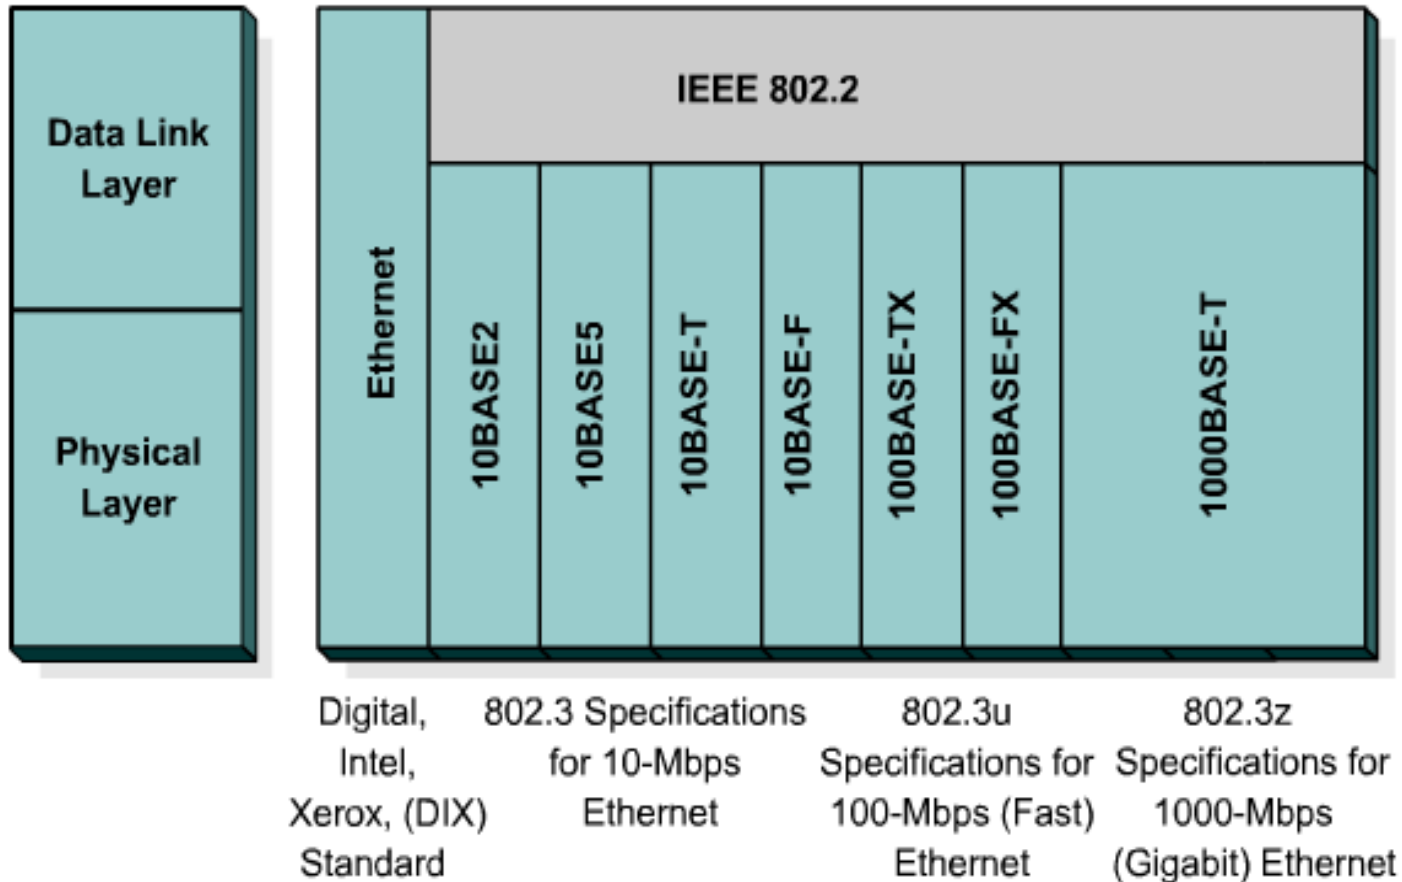 Data Link
Layer
Physical
Layer
IEEE 802.2
Ethernet
10BASE2
10BASE5
10BASE-T
10BASE-F
100BASE-TX
100BASE-FX
1000BASE-T
Digital,
Intel,
Xerox, (DIX)
Standard
802.3 Specifications
for 10-Mbps
Ethernet
802.3u
Specifications for
100-Mbps (Fast)
Ethernet
802.3z
Specifications for
1000-Mbps
(Gigabit) Ethernet